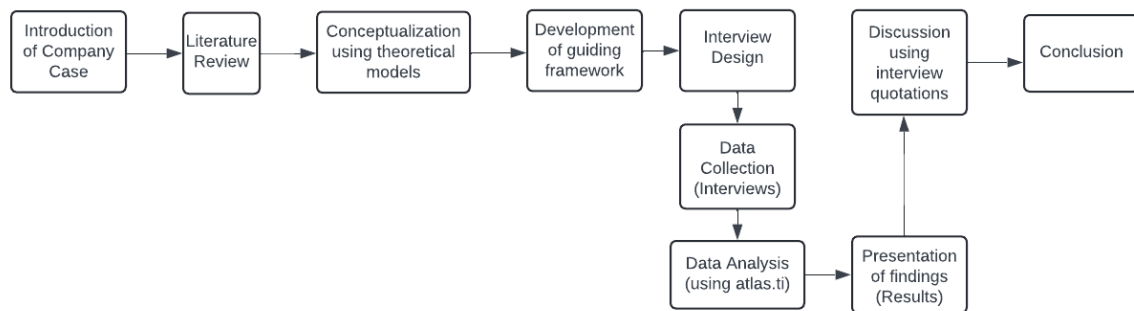 Introduction
of Company
Case
Literature
Review
Conceptualization
using theoretical
models
Development
of guiding
framework
Interview
Design
Data
Collection
(Interviews)
Data Analysis
(using atlas.ti)
Presentation
of findings
(Results)
Discussion
using
interview
quotations
Conclusion